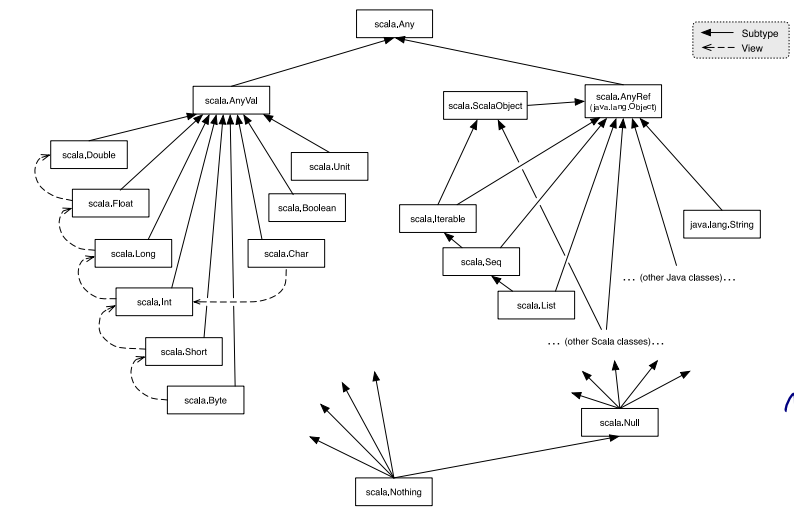 scala.Any
Subtype
View
scala.AnyVal
scala.ScalaObject
scala.AnyRef
(java.lang.Object)
scala.Double
scala.Unit
scala.Float
scala.Boolean
scala.Iterable
java.lang.String
scala.Long
scala.Char
scala.Seq
... (other Java classes)...
scala.Int
scala.List
... (other Scala classes)...
scala.Short
scala.Byte
scala.Null
scala.Nothing